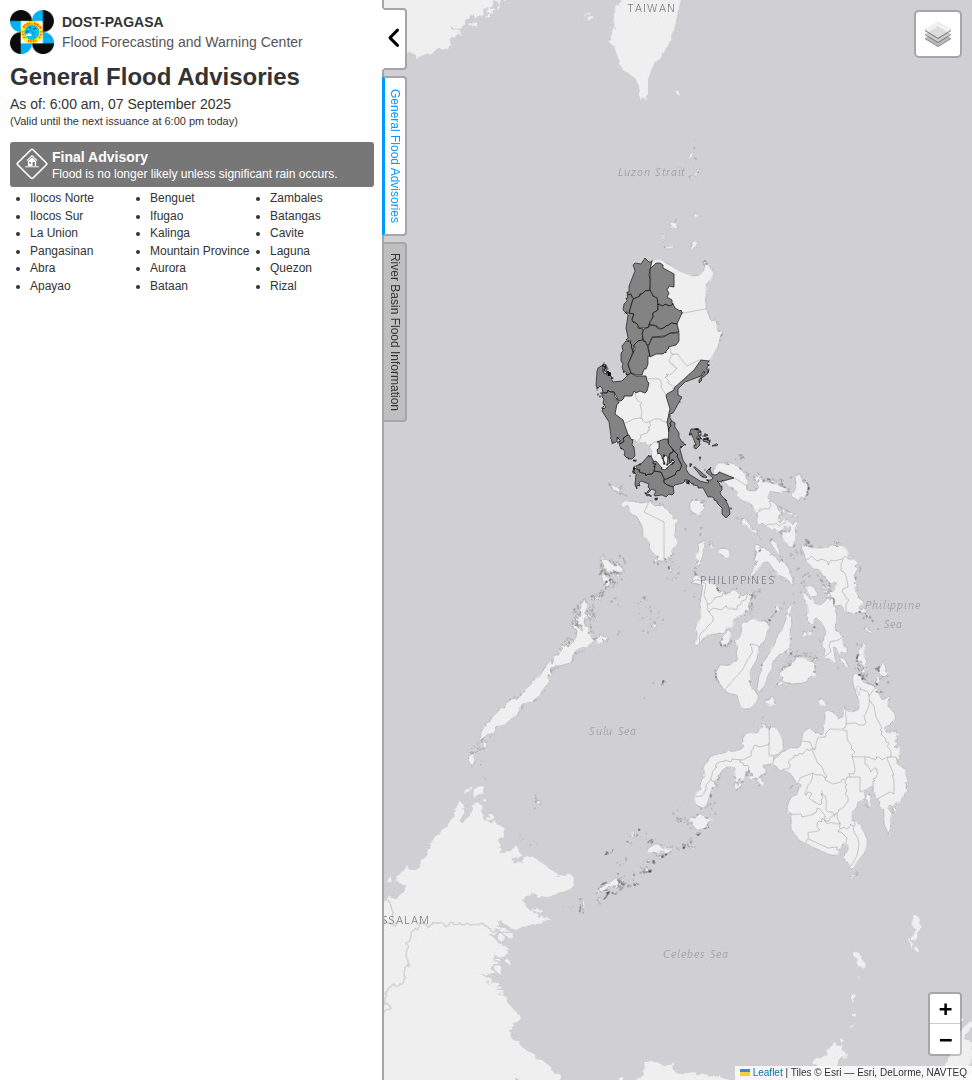 DOST-PAGASA
Flood Forecasting and Warning Center
General Flood Advisories
As of: 6:00 am, 07 September 2025
(Valid until the next issuance at 6:00 pm today)
Final Advisory
Flood is no longer likely unless significant rain occurs.
Ilocos Norte
Ilocos Sur
La Union
Pangasinan
Abra
Apayao
Benguet
Ifugao
Kalinga
Mountain Province
Aurora
Bataan
Zambales
Batangas
Cavite
Laguna
Quezon
Rizal
General Flood Advisories
River Basin Flood Information
TAIWAN
Luzon Strait
PHILIPPINES
Philippine
Sea
Sulu Sea
SSALAM
Celebes Sea
+
−
Leaflet | Tiles © Esri — Esri, DeLorme, NAVTEQ